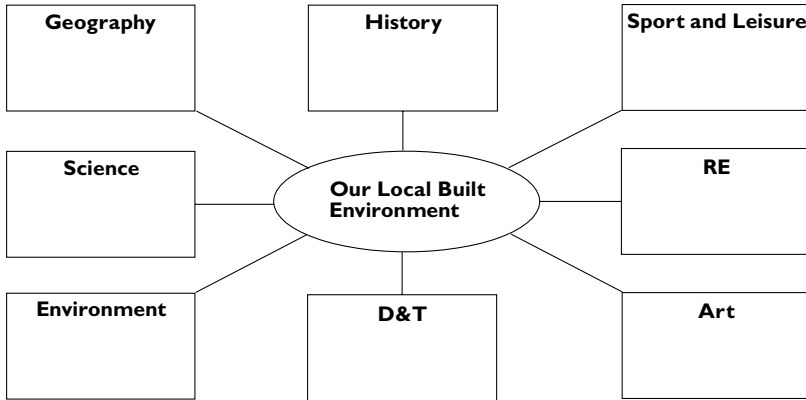 Geography
History
Sport and Leisure
Science
Our Local Built
Environment
RE
Environment
D&T
Art